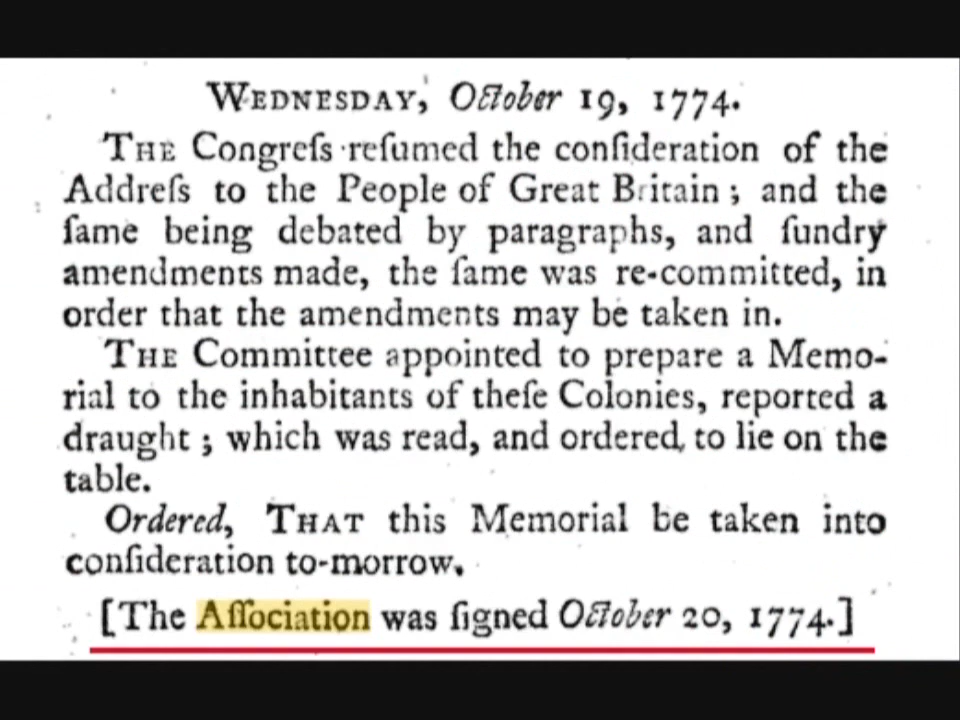 WEDNESDAY, October 19, 1774.
THE Congreſs reſumed the conſideration of the
Addreſs to the People of Great Britain; and the
ſame being debated by paragraphs, and ſundry
amendments made, the ſame was re-committed, in
order that the amendments may be taken in.
THE Committee appointed to prepare a Memo-
rial to the inhabitants of theſe Colonies, reported a
draught; which was read, and ordered to lie on the
table.
Ordered, THAT this Memorial be taken into
conſideration to-morrow.
[The Aſſociation was ſigned October 20, 1774.]